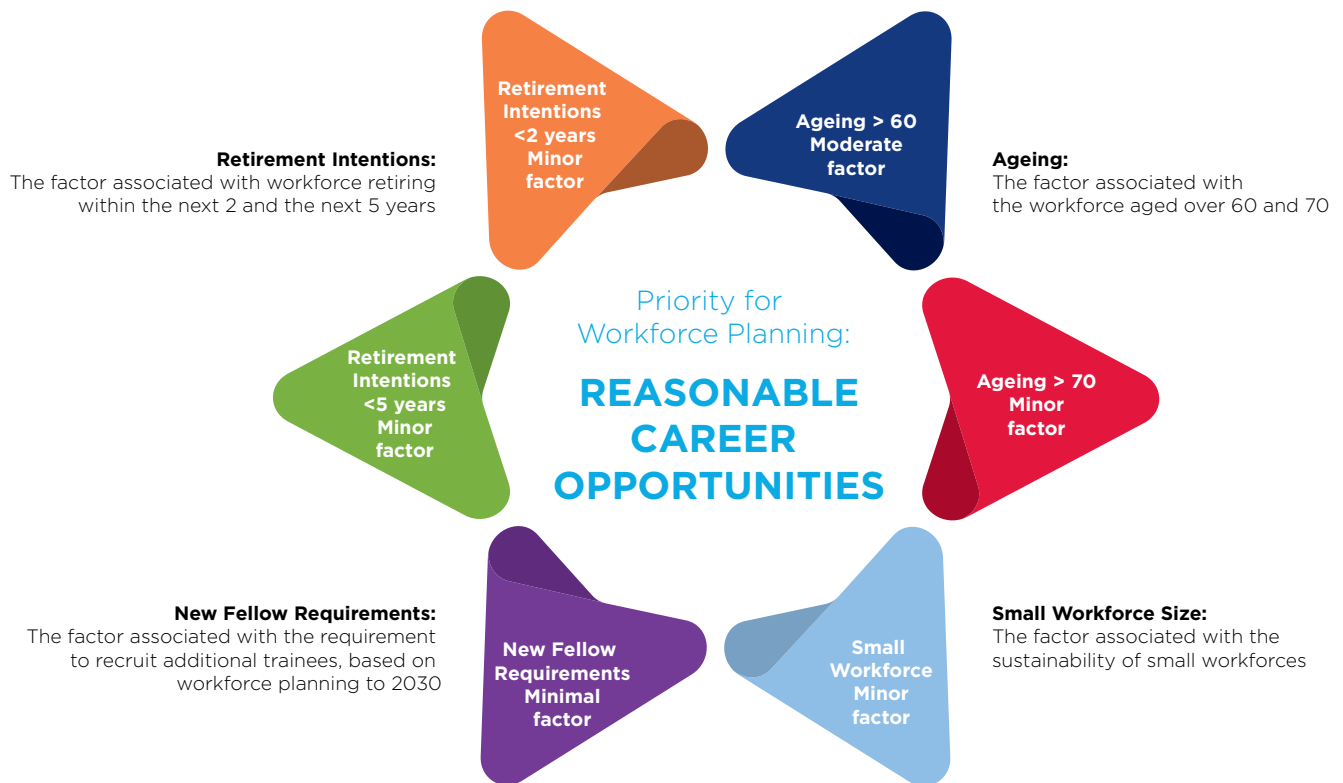 Retirement
Intentions
<2 years
Minor
factor
Ageing > 60
Moderate
factor
Retirement Intentions:
The factor associated with workforce retiring
within the next 2 and the next 5 years
Ageing:
The factor associated with
the workforce aged over 60 and 70
Priority for
Workforce Planning:
REASONABLE
CAREER
OPPORTUNITIES
Retirement
Intentions
<5 years
Minor
factor
Ageing > 70
Minor
factor
New Fellow Requirements:
The factor associated with the requirement
to recruit additional trainees, based on
workforce planning to 2030
New Fellow
Requirements
Minimal
factor
Small
Workforce
Minor
factor
Small Workforce Size:
The factor associated with the
sustainability of small workforces